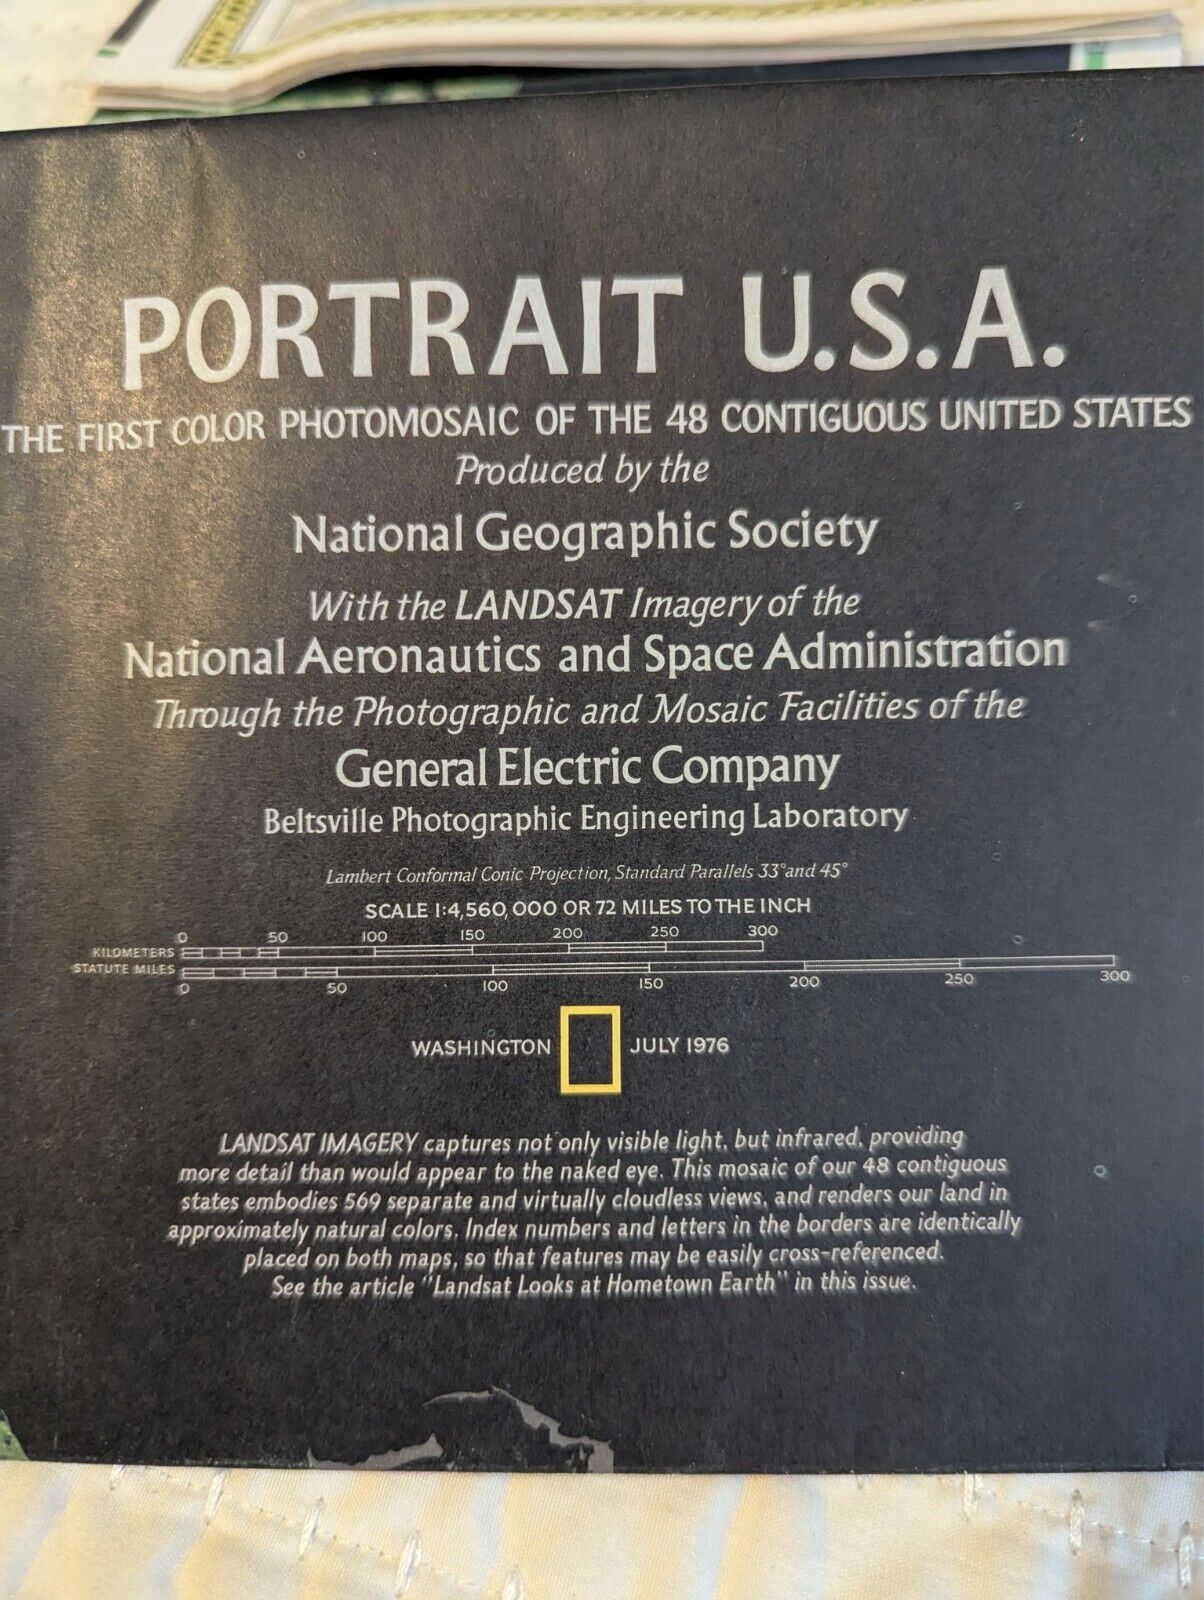 PORTRAIT U.S.A.
THE FIRST COLOR PHOTOMOSAIC OF THE 48 CONTIGUOUS UNITED STATES
Produced by the
National Geographic Society
With the LANDSAT Imagery of the
National Aeronautics and Space Administration
Through the Photographic and Mosaic Facilities of the
General Electric Company
Beltsville Photographic Engineering Laboratory
Lambert Conformal Conic Projection, Standard Parallels 33° and 45°
SCALE 1:4,560,000 OR 72 MILES TO THE INCH
0 50 100 150 200 250 300
KILOMETERS
STATUTE MILES
0 50 100 150 200 250 300
WASHINGTON JULY 1976
LANDSAT IMAGERY captures not only visible light, but infrared, providing
more detail than would appear to the naked eye. This mosaic of our 48 contiguous
states embodies 569 separate and virtually cloudless views, and renders our land in
approximately natural colors. Index numbers and letters in the borders are identically
placed on both maps, so that features may be easily cross-referenced.
See the article "Landsat Looks at Hometown Earth" in this issue.